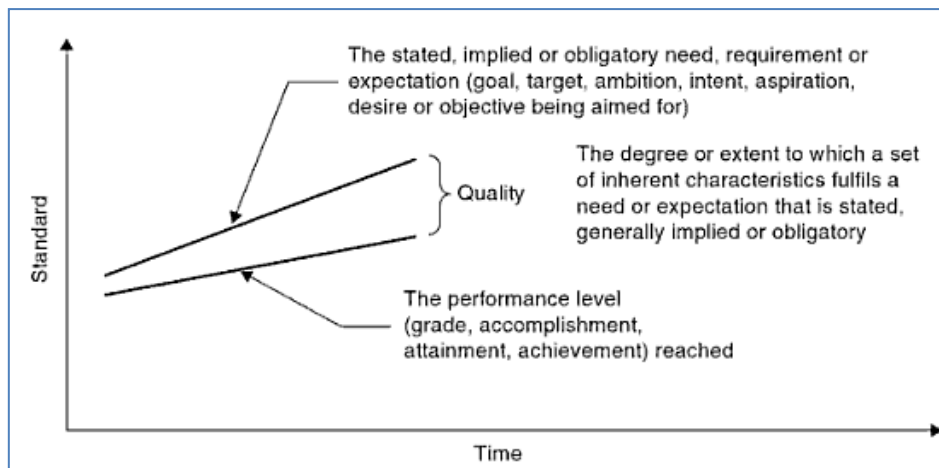 The stated, implied or obligatory need, requirement or
expectation (goal, target, ambition, intent, aspiration,
desire or objective being aimed for)
The degree or extent to which a set
of inherent characteristics fulfils a
need or expectation that is stated,
generally implied or obligatory
Quality
Standard
The performance level
(grade, accomplishment,
attainment, achievement) reached
Time